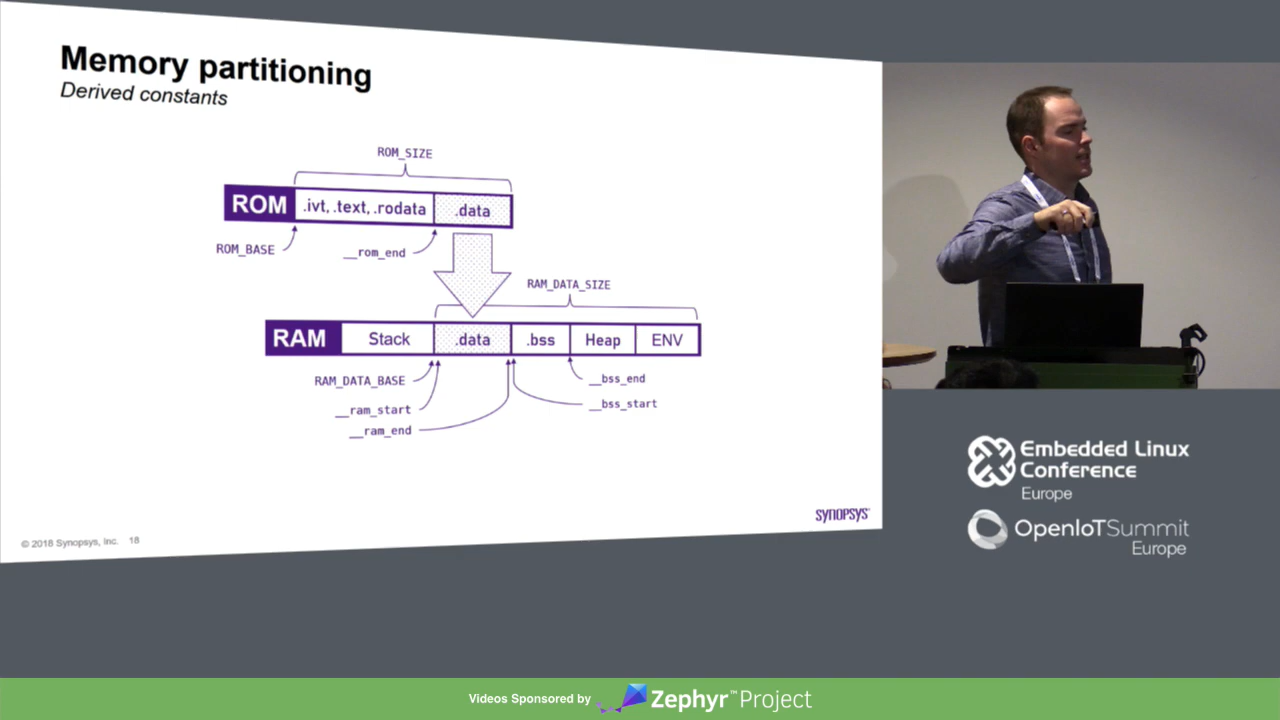 Memory partitioning
Derived constants
ROM_SIZE
ROM .ivt, .text, .rodata .data
ROM_BASE
__rom_end
RAM_DATA_SIZE
RAM Stack .data .bss Heap ENV
RAM_DATA_BASE
__bss_end
__ram_start
__bss_start
__ram_end
SYNOPSYS®
© 2018 Synopsys, Inc. 18
Embedded Linux
Conference
Europe
OpenIoTSummit
Europe
Videos Sponsored by Zephyr™Project